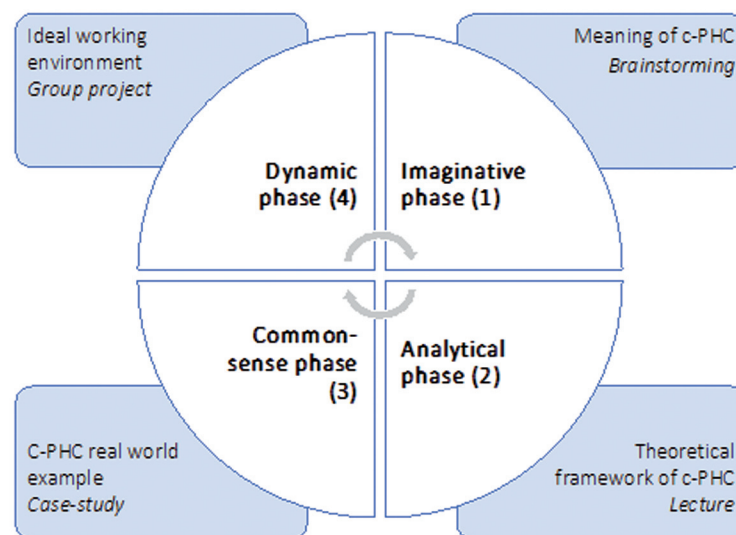 Ideal working
environment
Group project
Meaning of c-PHC
Brainstorming
Dynamic
phase (4)
Imaginative
phase (1)
Common-
sense phase
(3)
Analytical
phase (2)
C-PHC real world
example
Case-study
Theoretical
framework of c-PHC
Lecture